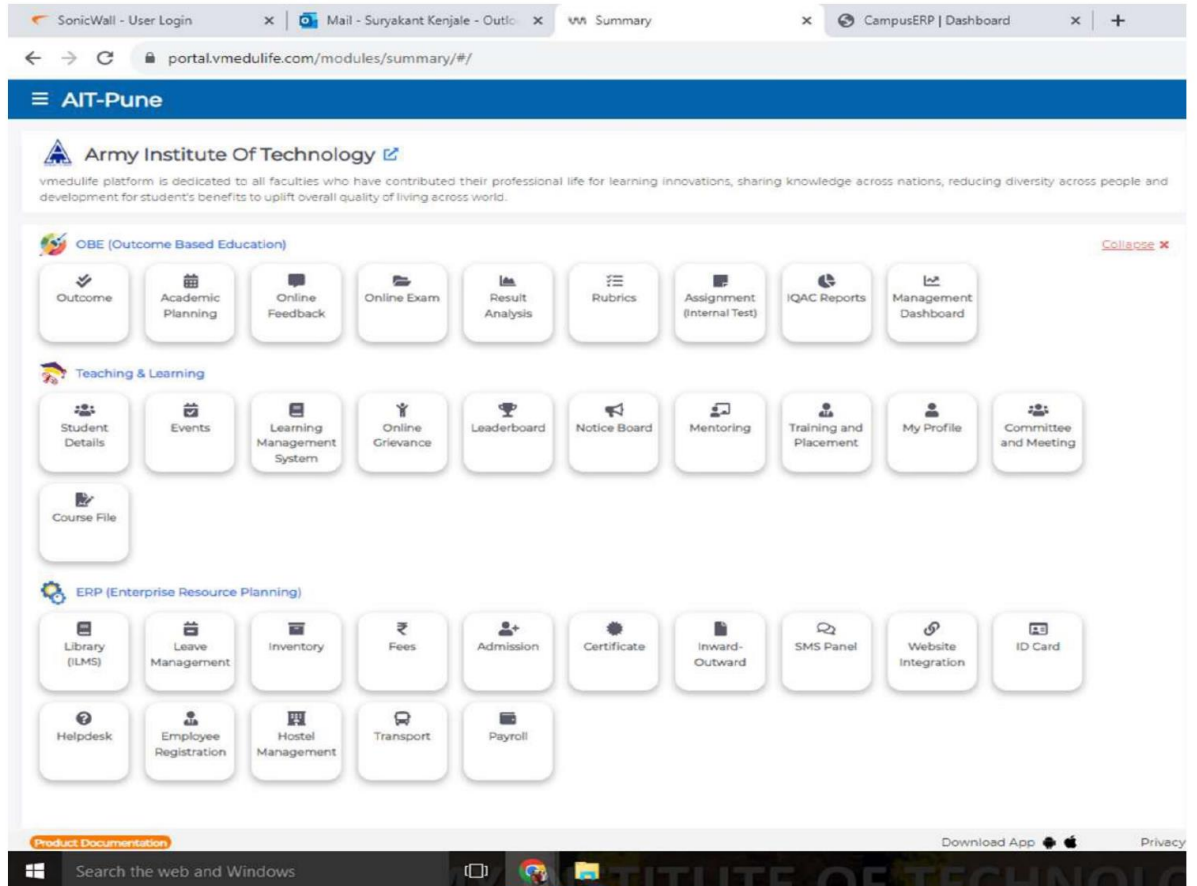 SonicWall - User Login
Mail - Suryakant Kenjale - Outlo
Summary
CampusERP | Dashboard
portal.vmedulife.com/modules/summary/#/
AIT-Pune
Army Institute Of Technology
vmedulife platform is dedicated to all faculties who have contributed their professional life for learning innovations, sharing knowledge across nations, reducing diversity across people and
development for student's benefits to uplift overall quality of living across world.
OBE (Outcome Based Education)
Collapse
Outcome
Academic
Planning
Online
Feedback
Online Exam
Result
Analysis
Rubrics
Assignment
(Internal Test)
IQAC Reports
Management
Dashboard
Teaching & Learning
Student
Details
Events
Learning
Management
System
Online
Grievance
Leaderboard
Notice Board
Mentoring
Training and
Placement
My Profile
Committee
and Meeting
Course File
ERP (Enterprise Resource Planning)
Library
(ILMS)
Leave
Management
Inventory
Fees
Admission
Certificate
Inward-
Outward
SMS Panel
Website
Integration
ID Card
Helpdesk
Employee
Registration
Hostel
Management
Transport
Payroll
Product Documentation
Download App
Privacy
Search the web and Windows
TITUTE OF TECHNOLO